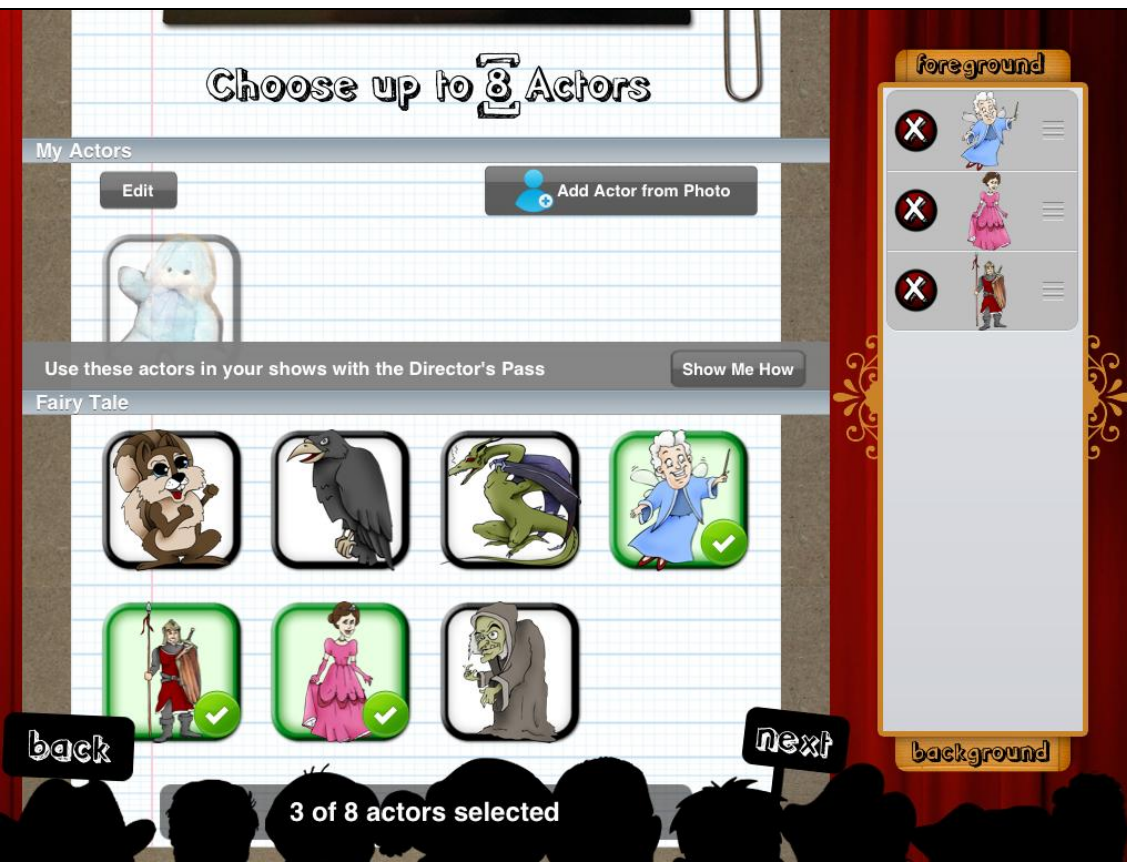 Choose up to 8 Actors
My Actors
Edit
Add Actor from Photo
Use these actors in your shows with the Director's Pass
Show Me How
Fairy Tale
back
next
3 of 8 actors selected
foreground
background